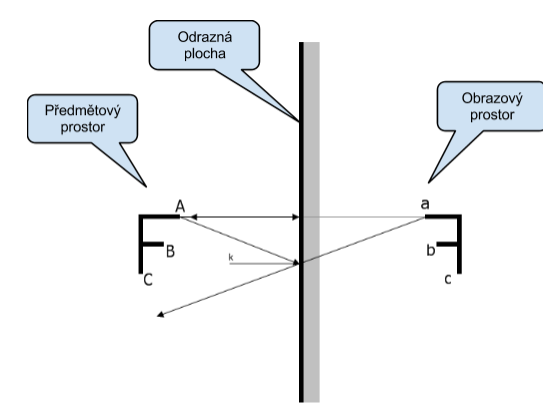 Odrazná
plocha
Předmětový
prostor
Obrazový
prostor
A
a
B
b
k
C
c